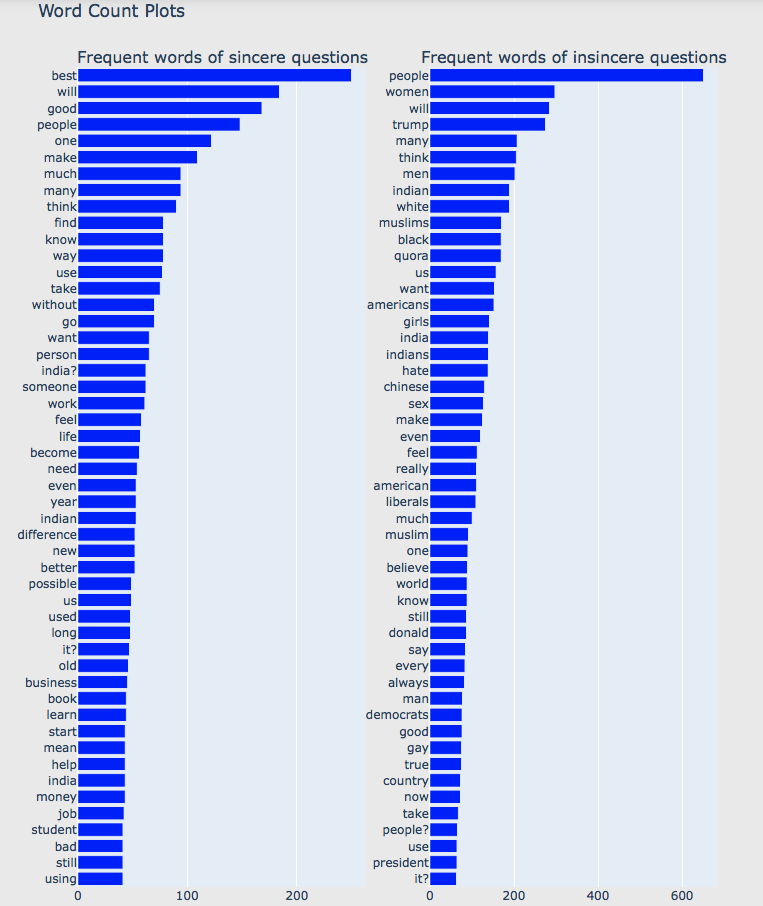 Word Count Plots
Frequent words of sincere questions
best
will
good
people
one
make
much
many
think
find
know
way
use
take
without
go
want
person
india?
someone
work
feel
life
become
need
even
year
indian
difference
new
better
possible
us
used
long
it?
old
business
book
learn
start
mean
help
india
money
job
student
bad
still
using
0 100 200
Frequent words of insincere questions
people
women
will
trump
many
think
men
indian
white
muslims
black
quora
us
want
americans
girls
india
indians
hate
chinese
sex
make
even
feel
really
american
liberals
much
muslim
one
believe
world
know
still
donald
say
every
always
man
democrats
good
gay
true
country
now
take
people?
use
president
it?
0 200 400 600